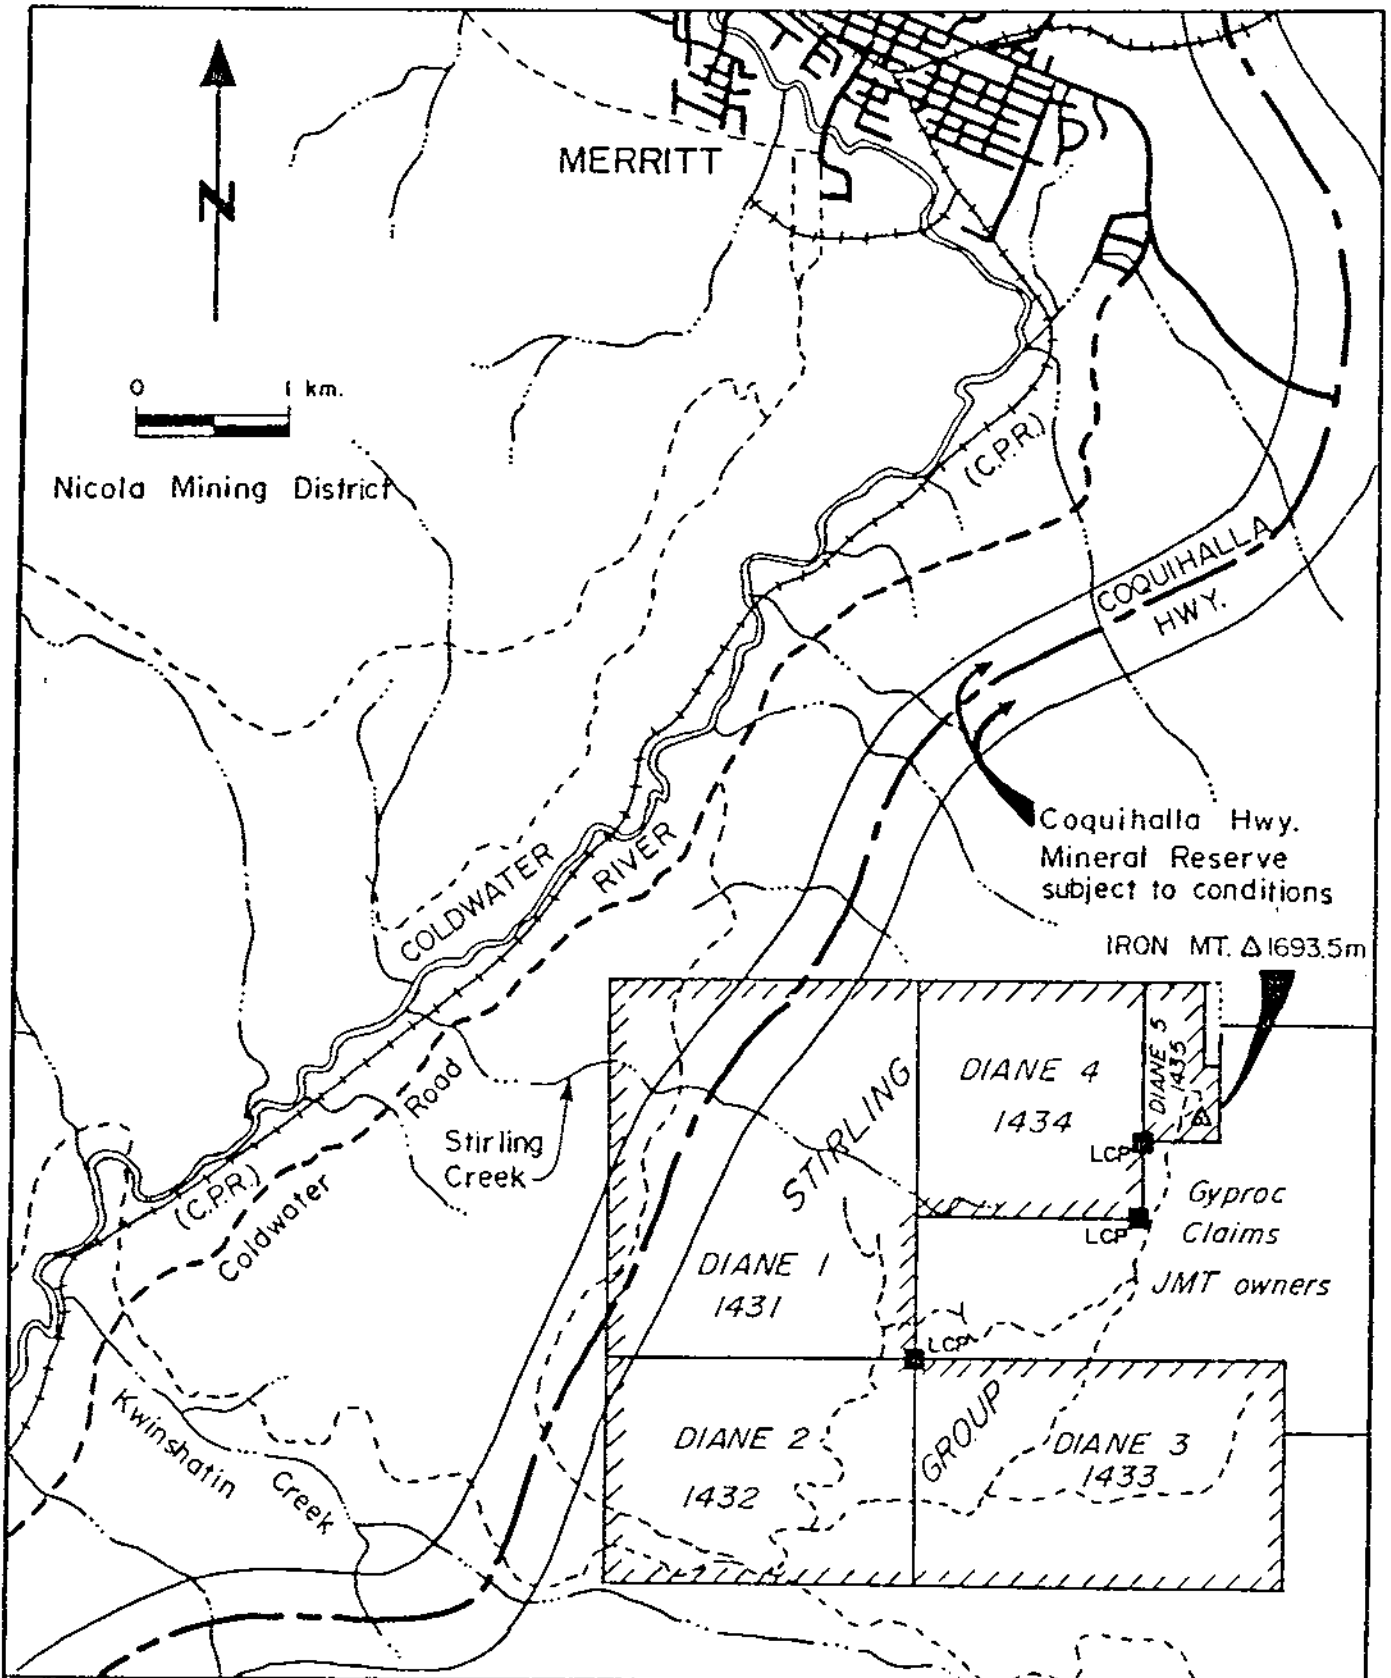 MERRITT
N
0 1 km.
Nicola Mining District
(C.P.R.)
COQUIHALLA
HWY.
Coquihalla Hwy.
Mineral Reserve
subject to conditions
COLDWATER RIVER
IRON MT. △ 1693.5m
DIANE 5
1435
DIANE 4
1434
STIRLING
Coldwater Road
Stirling
Creek
LCP
(C.P.R.)
Gyproc
Claims
LCP
JMT owners
DIANE 1
1431
LCP
Kwinshatin Creek
DIANE 2
1432
GROUP
DIANE 3
1433